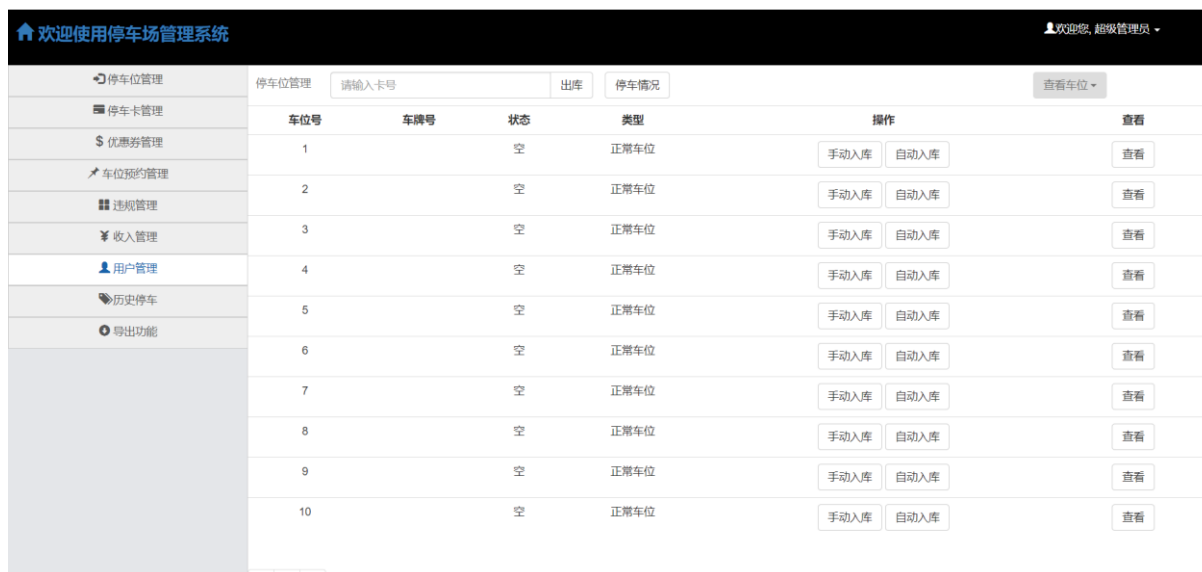 欢迎使用停车场管理系统
欢迎您, 超级管理员
停车位管理
停车卡管理
优惠券管理
车位预约管理
违规管理
收入管理
用户管理
历史停车
导出功能
停车位管理 请输入卡号 出库 停车情况 查看车位
车位号 车牌号 状态 类型 操作 查看
1 空 正常车位 手动入库 自动入库 查看
2 空 正常车位 手动入库 自动入库 查看
3 空 正常车位 手动入库 自动入库 查看
4 空 正常车位 手动入库 自动入库 查看
5 空 正常车位 手动入库 自动入库 查看
6 空 正常车位 手动入库 自动入库 查看
7 空 正常车位 手动入库 自动入库 查看
8 空 正常车位 手动入库 自动入库 查看
9 空 正常车位 手动入库 自动入库 查看
10 空 正常车位 手动入库 自动入库 查看